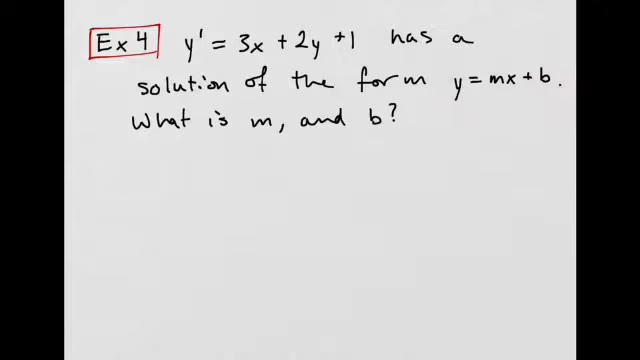 Ex 4 y' = 3x + 2y + 1 has a
solution of the form y = mx + b.
What is m, and b?